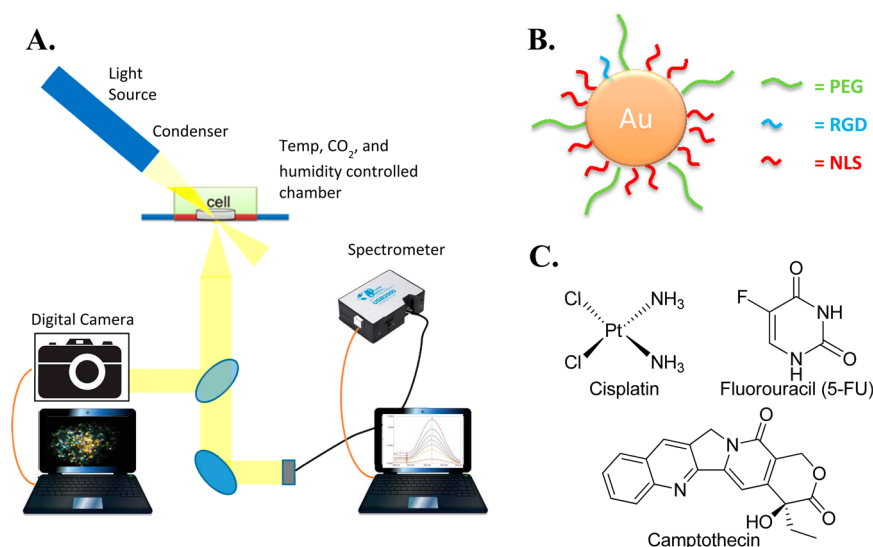 A.
Light
Source
Condenser
Temp, CO2, and
humidity controlled
chamber
cell
Spectrometer
USB2000
Digital Camera
B.
Au
= PEG
= RGD
= NLS
C.
Cl
NH3
Pt
Cl
NH3
Cisplatin
O
F
NH
N
H
O
Fluorouracil (5-FU)
O
N
N
O
HO
O
Camptothecin